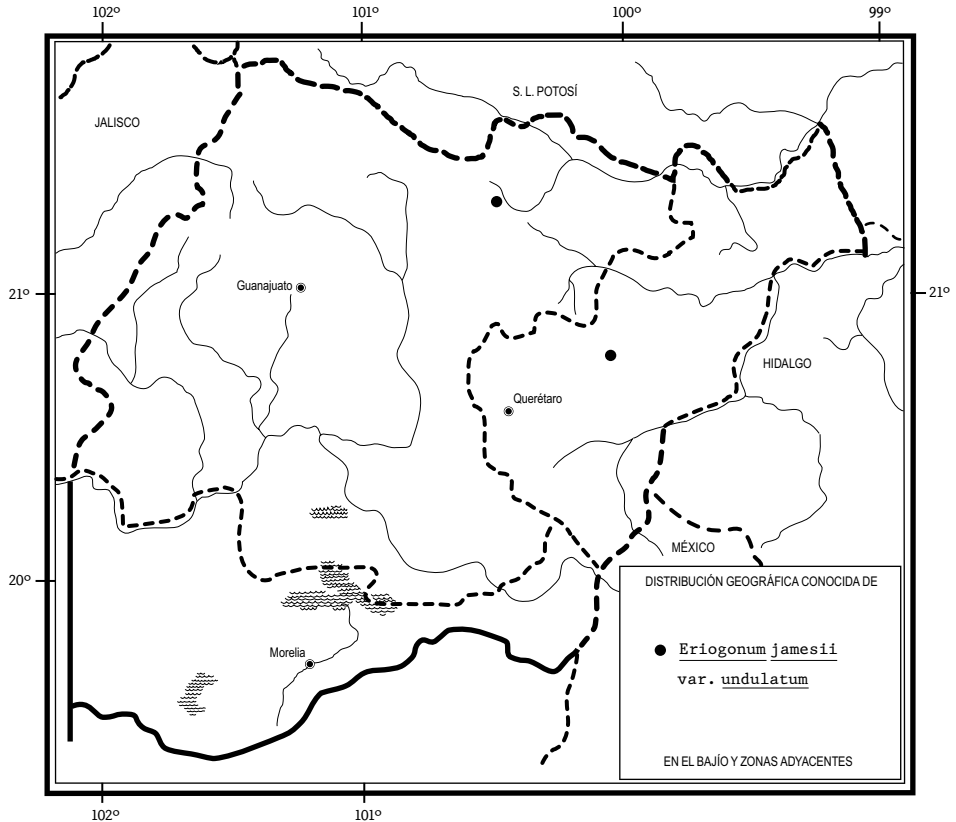 102º 101º 100º 99º
S. L. POTOSÍ
JALISCO
Guanajuato
21º 21º
HIDALGO
Querétaro
MÉXICO
20º
DISTRIBUCIÓN GEOGRÁFICA CONOCIDA DE
Eriogonum jamesii
Morelia
var. undulatum
EN EL BAJÍO Y ZONAS ADYACENTES
102º 101º